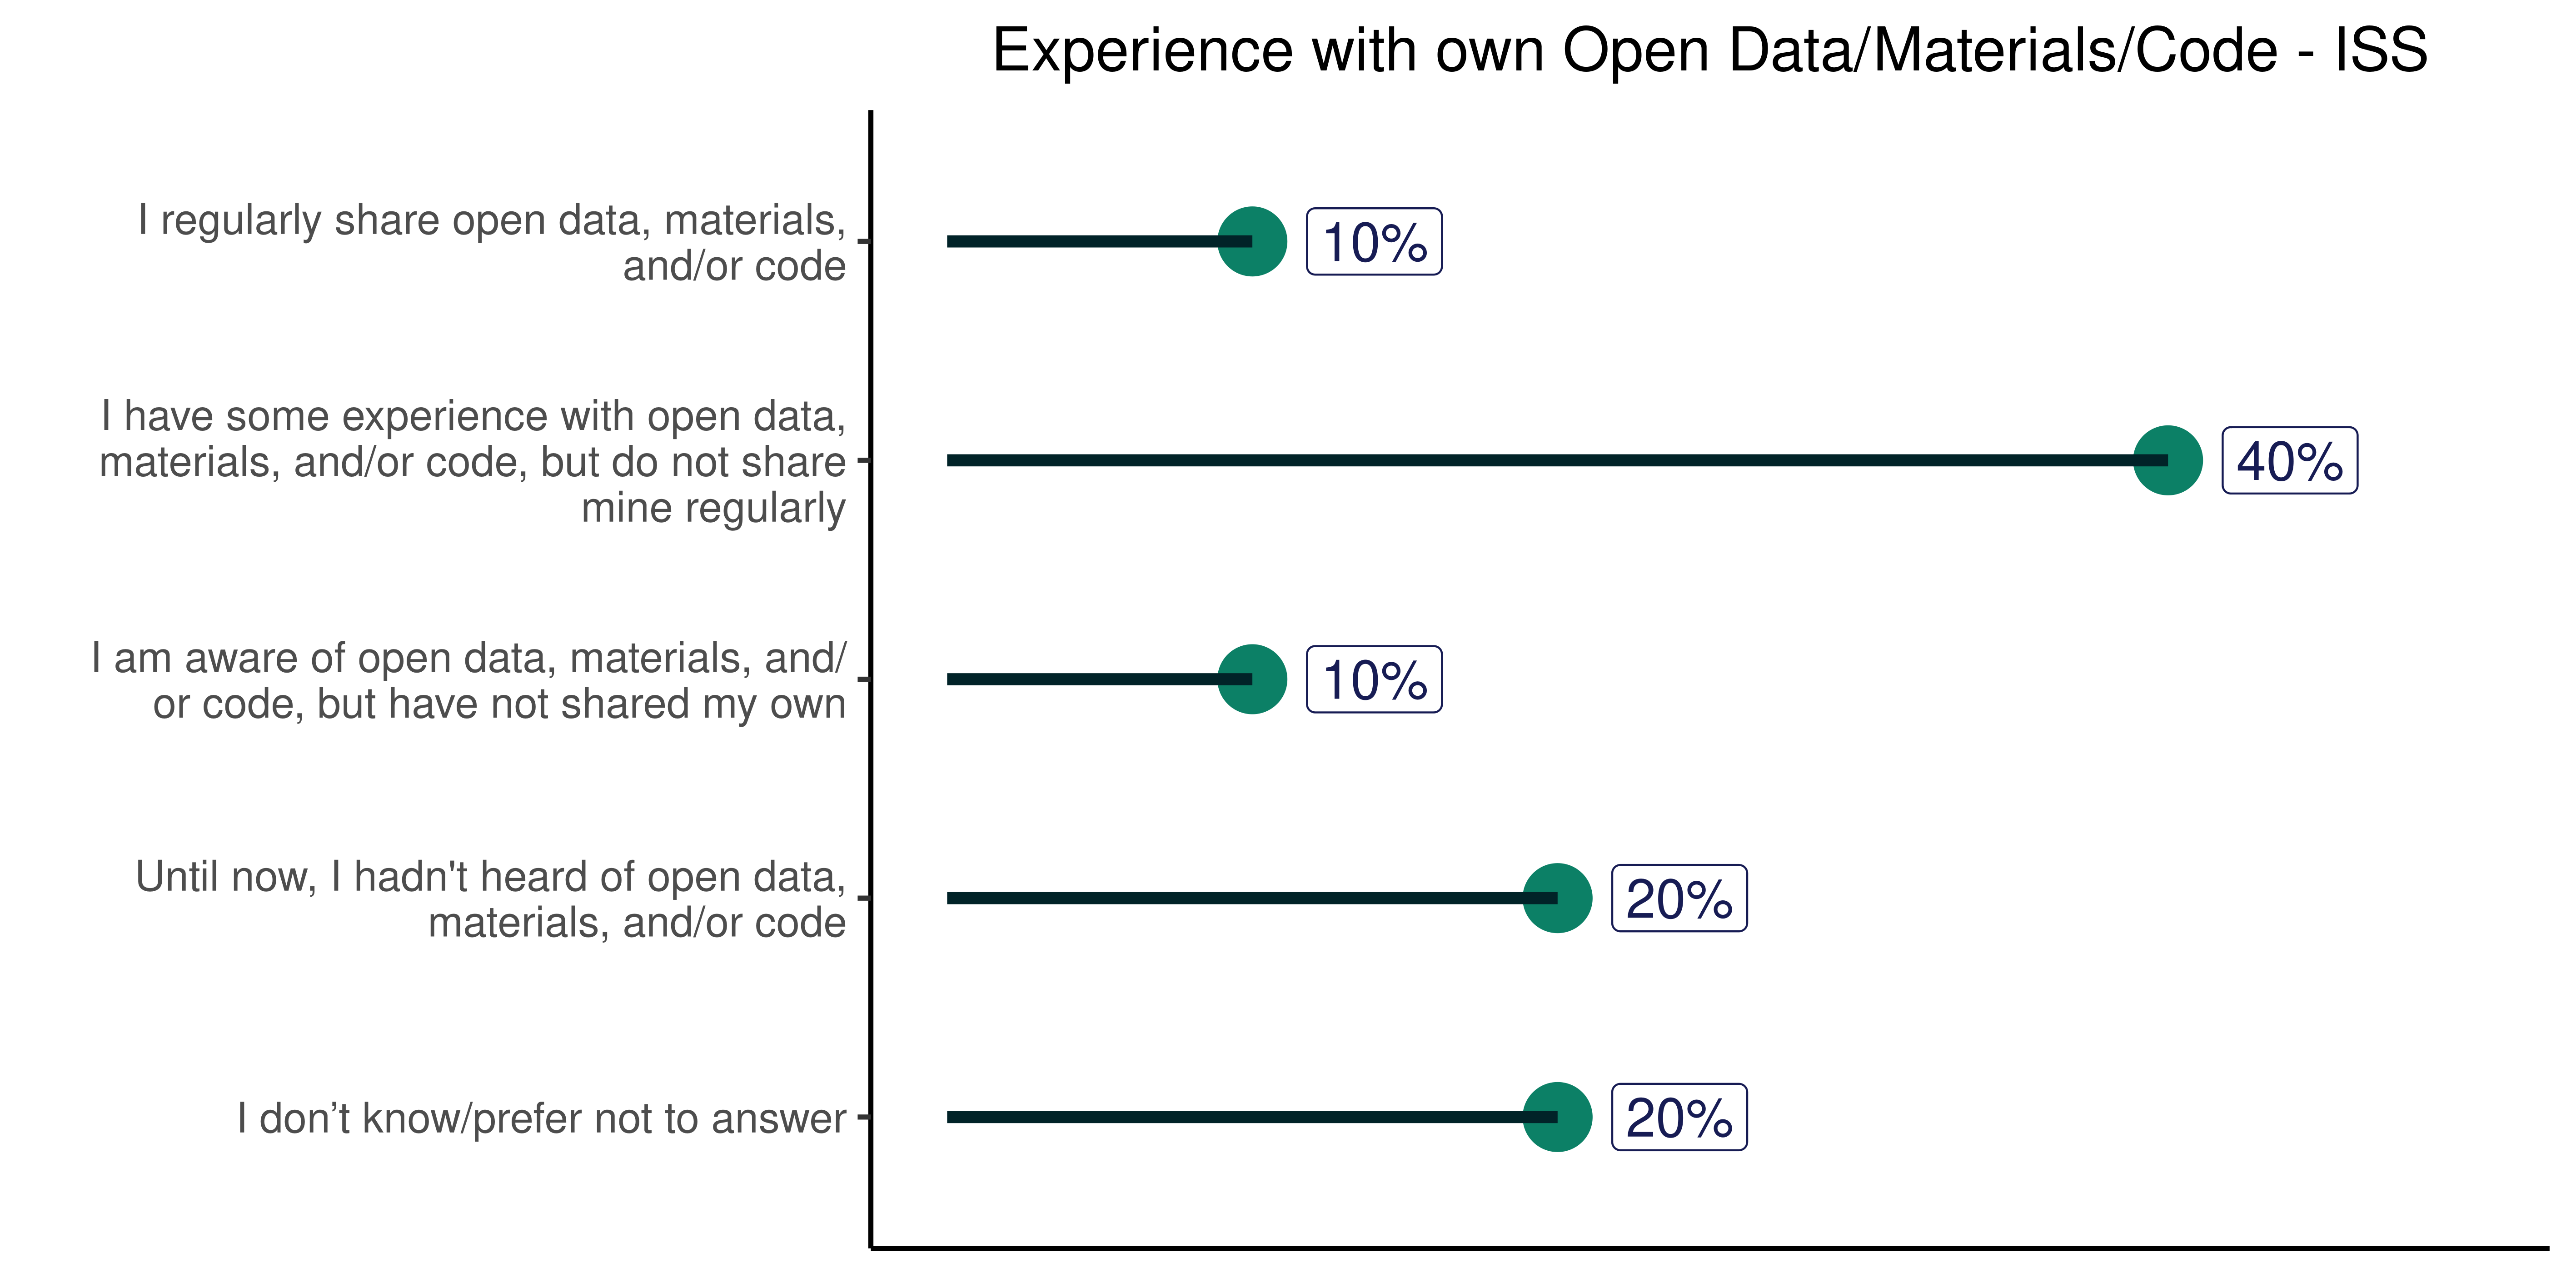 Experience with own Open Data/Materials/Code - ISS
I regularly share open data, materials,
and/or code
10%
I have some experience with open data,
materials, and/or code, but do not share
mine regularly
40%
I am aware of open data, materials, and/
or code, but have not shared my own
10%
Until now, I hadn't heard of open data,
materials, and/or code
20%
I don’t know/prefer not to answer
20%